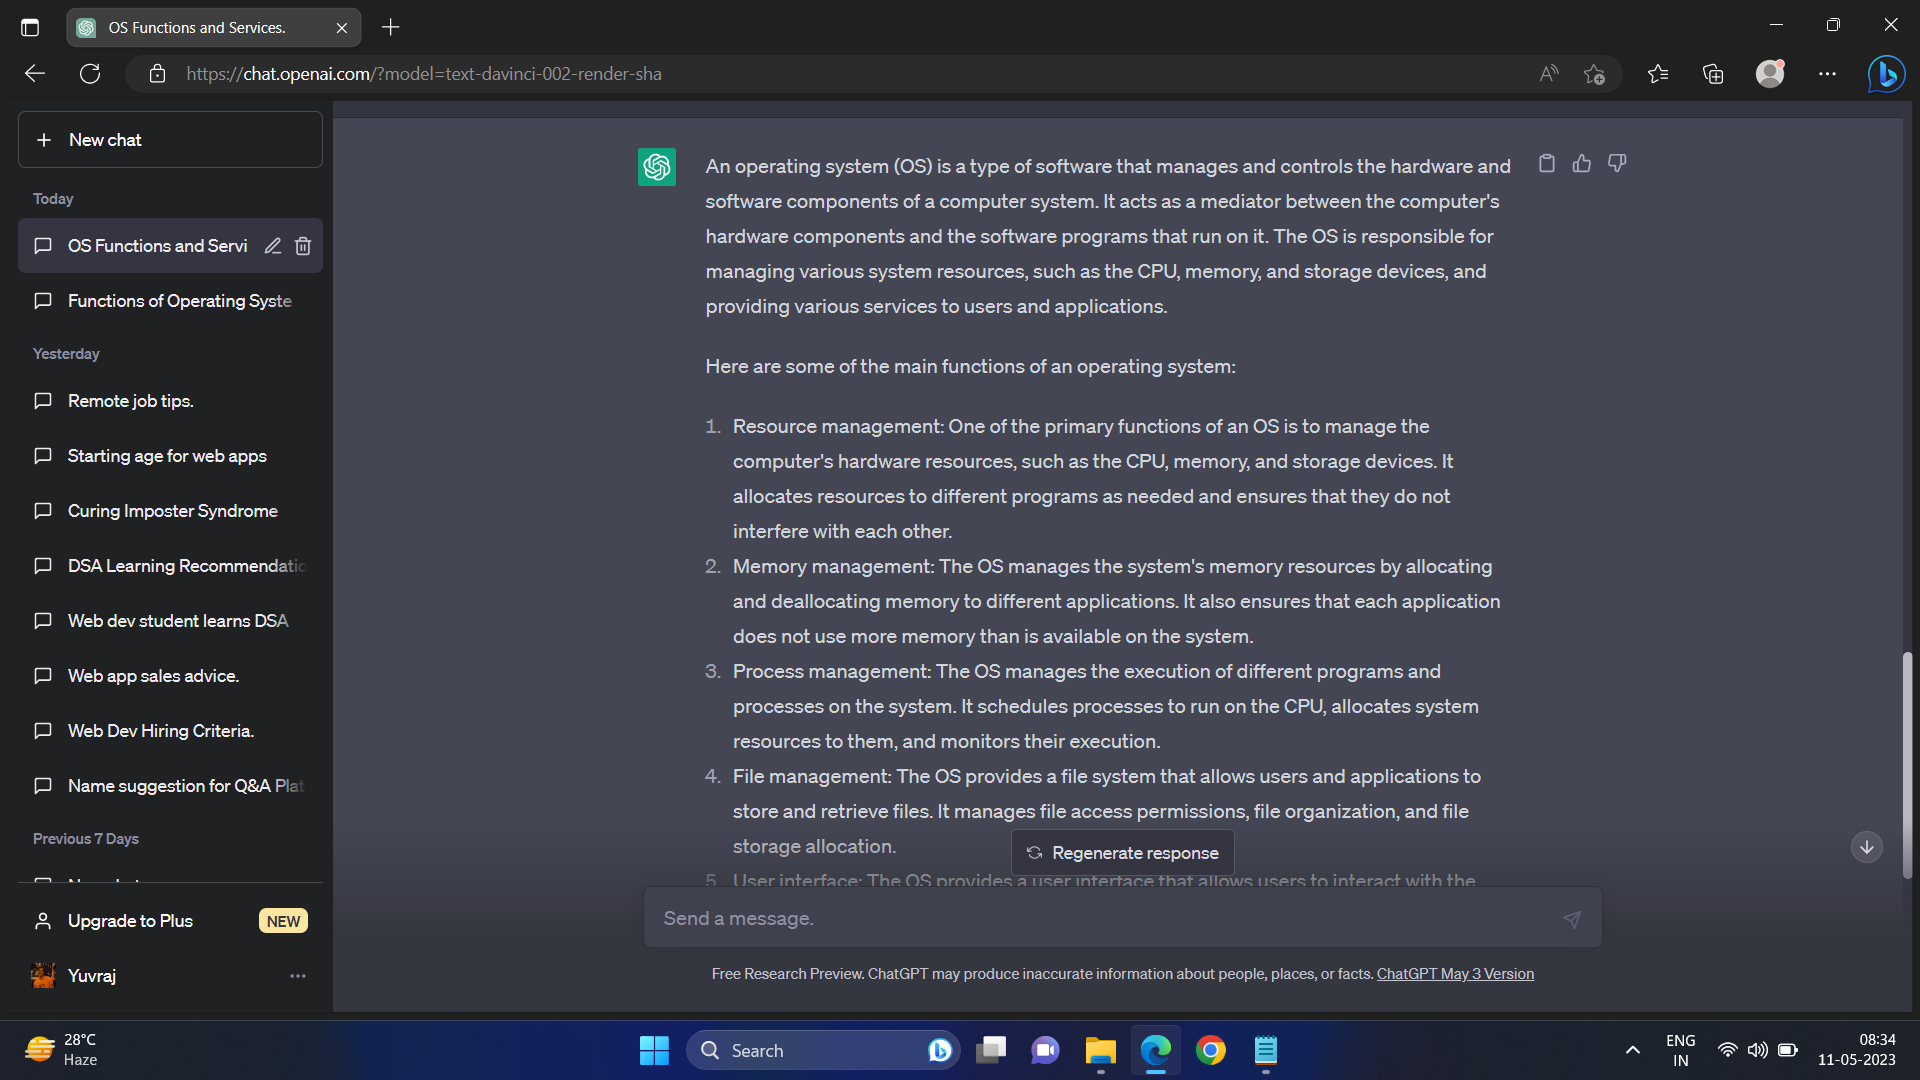 OS Functions and Services.
https://chat.openai.com/?model=text-davinci-002-render-sha
New chat
Today
OS Functions and Servi
Functions of Operating Syste
Yesterday
Remote job tips.
Starting age for web apps
Curing Imposter Syndrome
DSA Learning Recommendatio
Web dev student learns DSA
Web app sales advice.
Web Dev Hiring Criteria.
Name suggestion for Q&A Plat
Previous 7 Days
Upgrade to Plus NEW
Yuvraj
An operating system (OS) is a type of software that manages and controls the hardware and
software components of a computer system. It acts as a mediator between the computer's
hardware components and the software programs that run on it. The OS is responsible for
managing various system resources, such as the CPU, memory, and storage devices, and
providing various services to users and applications.
Here are some of the main functions of an operating system:
1. Resource management: One of the primary functions of an OS is to manage the
computer's hardware resources, such as the CPU, memory, and storage devices. It
allocates resources to different programs as needed and ensures that they do not
interfere with each other.
2. Memory management: The OS manages the system's memory resources by allocating
and deallocating memory to different applications. It also ensures that each application
does not use more memory than is available on the system.
3. Process management: The OS manages the execution of different programs and
processes on the system. It schedules processes to run on the CPU, allocates system
resources to them, and monitors their execution.
4. File management: The OS provides a file system that allows users and applications to
store and retrieve files. It manages file access permissions, file organization, and file
storage allocation.
Regenerate response
5. User interface: The OS provides a user interface that allows users to interact with the
Send a message.
Free Research Preview. ChatGPT may produce inaccurate information about people, places, or facts. ChatGPT May 3 Version
28°C
Haze
Search
ENG
IN
08:34
11-05-2023